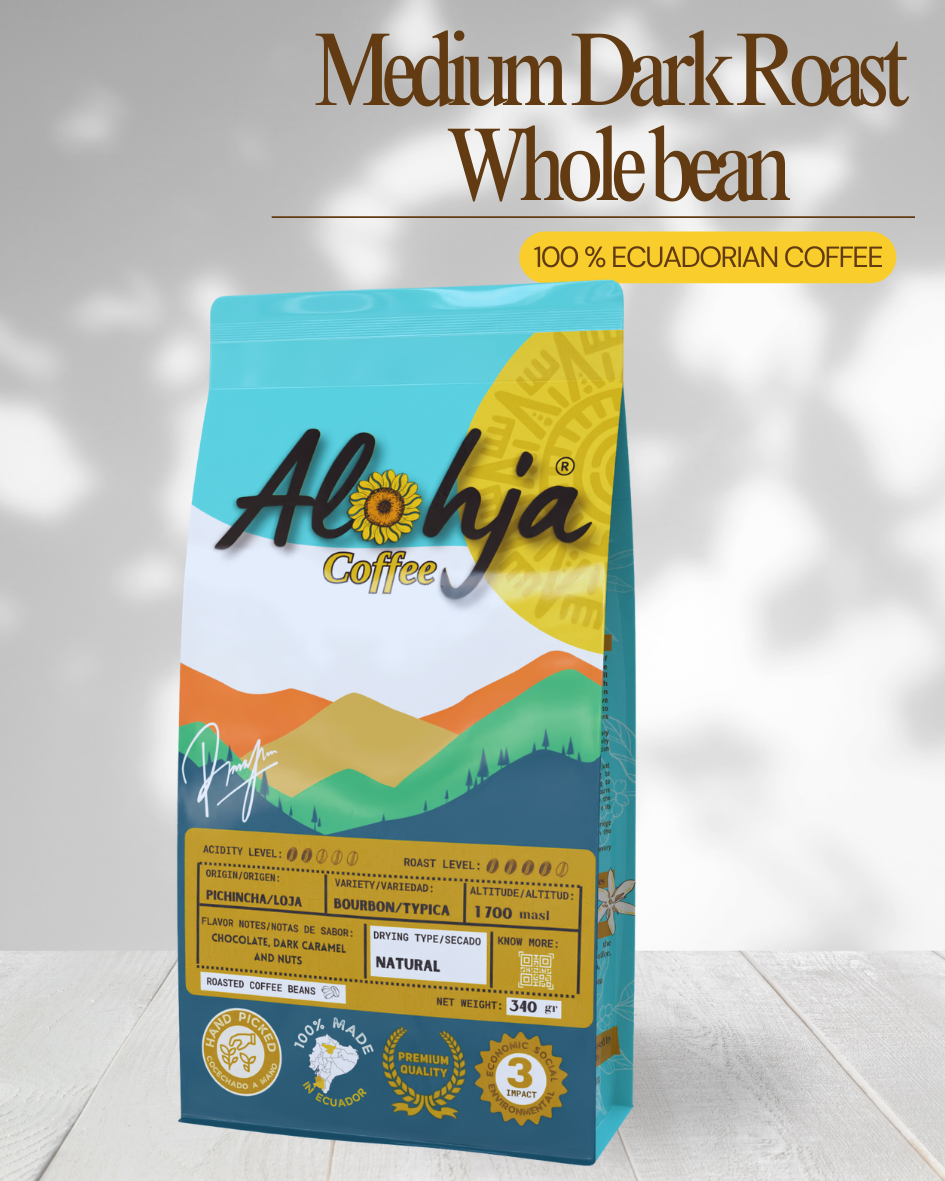 Medium Dark Roast
Whole bean
100 % ECUADORIAN COFFEE
Alohja ®
Coffee
ACIDITY LEVEL:
ROAST LEVEL:
ORIGIN/ORIGEN:
PICHINCHA/LOJA
VARIETY/VARIEDAD:
BOURBON/TYPICA
ALTITUDE/ALTITUD:
1700 masl
FLAVOR NOTES/NOTAS DE SABOR:
CHOCOLATE, DARK CARAMEL
AND NUTS
DRYING TYPE/SECADO
NATURAL
KNOW MORE:
ROASTED COFFEE BEANS
NET WEIGHT: 340 gr
HAND PICKED
COCECHADO A MANO
100% MADE
IN ECUADOR
PREMIUM
QUALITY
ECONOMIC SOCIAL
3
IMPACT
ENVIRONMENTAL